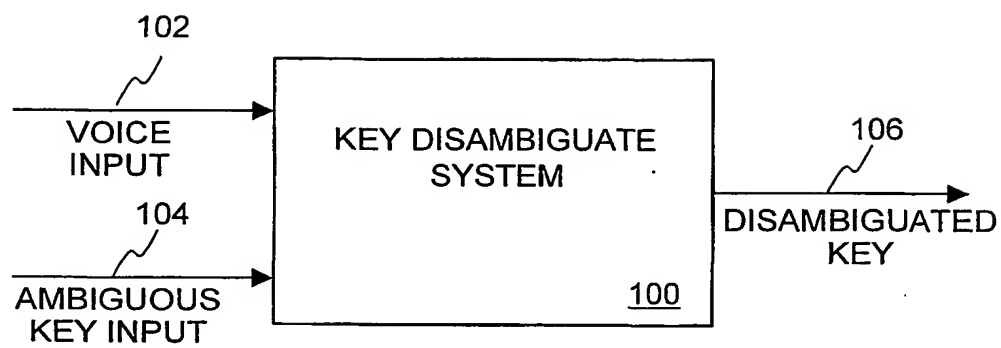 102
VOICE
INPUT
104
AMBIGUOUS
KEY INPUT
KEY DISAMBIGUATE
SYSTEM
100
106
DISAMBIGUATED
KEY